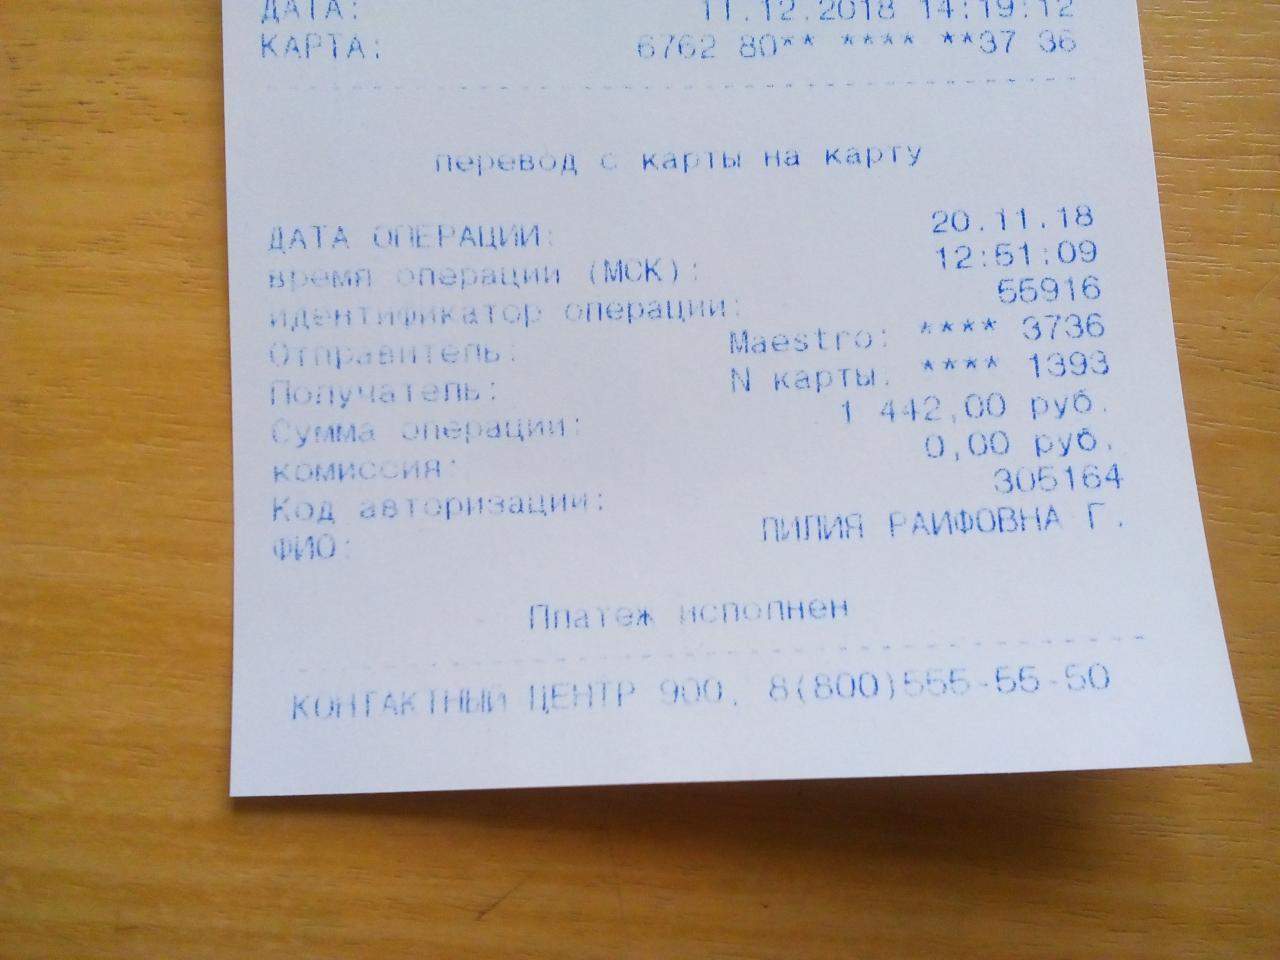 ДАТА: 11.12.2018 14:19:12
КАРТА: 6762 80** **** **37 36
перевод с карты на карту
ДАТА ОПЕРАЦИИ: 20.11.18
время операции (МСК): 12:51:09
идентификатор операции: 55916
Отправитель: Maestro: **** 3736
Получатель: N карты: **** 1393
Сумма операции: 1 442,00 руб.
комиссия: 0,00 руб.
Код авторизации: 305164
ФИО: ЛИЛИЯ РАИФОВНА Г.
Платеж исполнен
КОНТАКТНЫЙ ЦЕНТР 900, 8(800)555-55-50